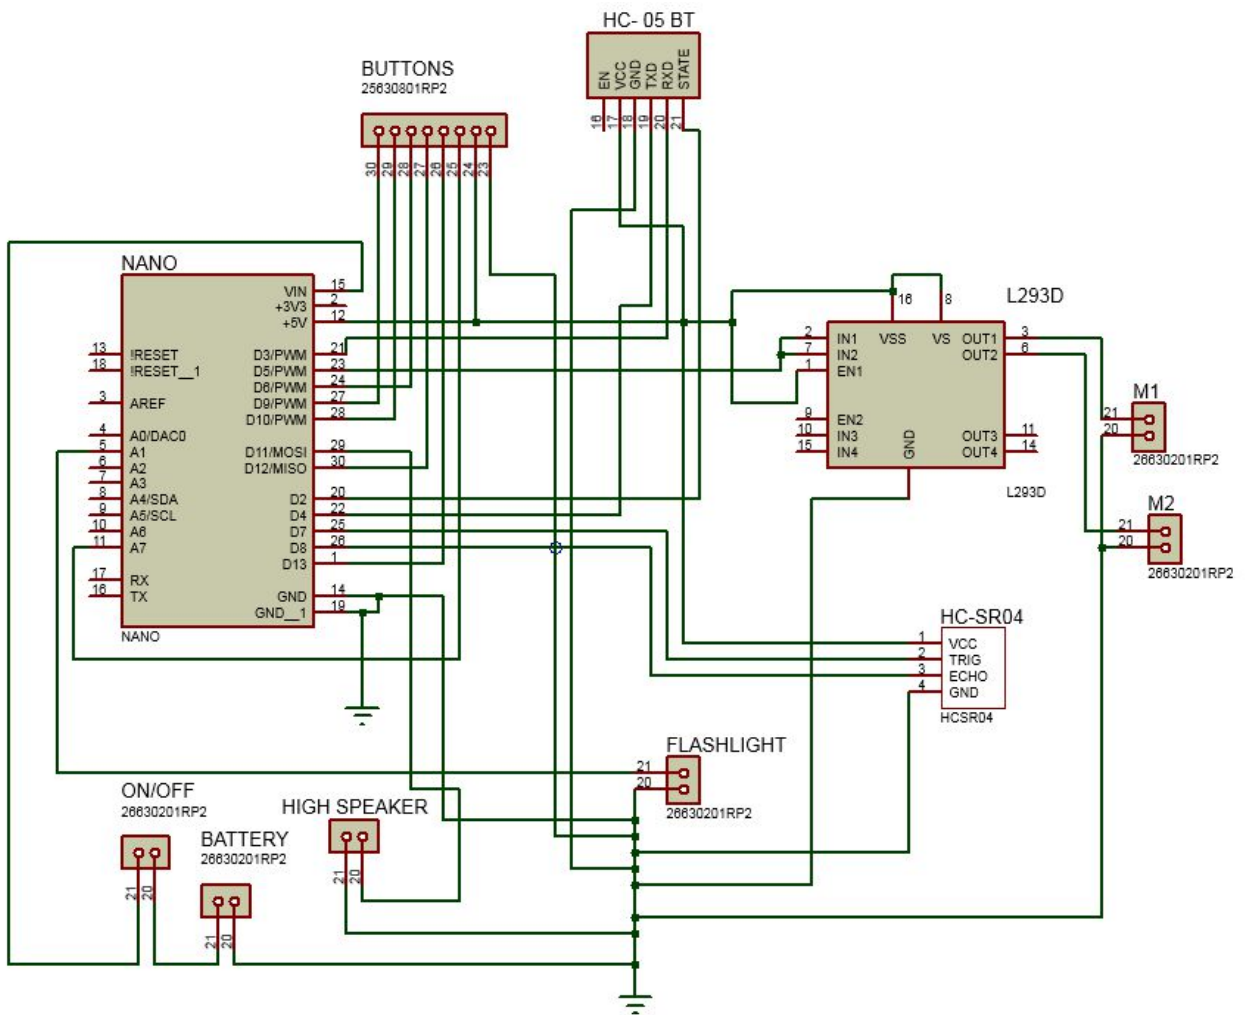 HC- 05 BT
EN
VCC
GND
TXD
RXD
STATE
16
17
18
19
20
21
BUTTONS
25630801RP2
30
29
28
27
26
25
24
23
NANO
VIN 15
+3V3 2
+5V 12
13 !RESET
D3/PWM 21
18 !RESET__1
D5/PWM 23
D6/PWM 24
3 AREF
D9/PWM 27
D10/PWM 28
4 A0/DAC0
5 A1
D11/MOSI 29
6 A2
D12/MISO 30
7 A3
8 A4/SDA
D2 20
9 A5/SCL
D4 22
10 A6
D7 25
11 A7
D8 26
D13 1
17 RX
16 TX
GND 14
GND__1 19
NANO
L293D
16 8
2 IN1 VSS VS OUT1 3
7 IN2 OUT2 6
1 EN1
9 EN2
10 IN3 OUT3 11
15 IN4 OUT4 14
GND
L293D
M1
21
20
26630201RP2
M2
21
20
26630201RP2
HC-SR04
1 VCC
2 TRIG
3 ECHO
4 GND
HCSR04
FLASHLIGHT
21
20
26630201RP2
ON/OFF
26630201RP2
21
20
BATTERY
26630201RP2
21
20
HIGH SPEAKER
21
20